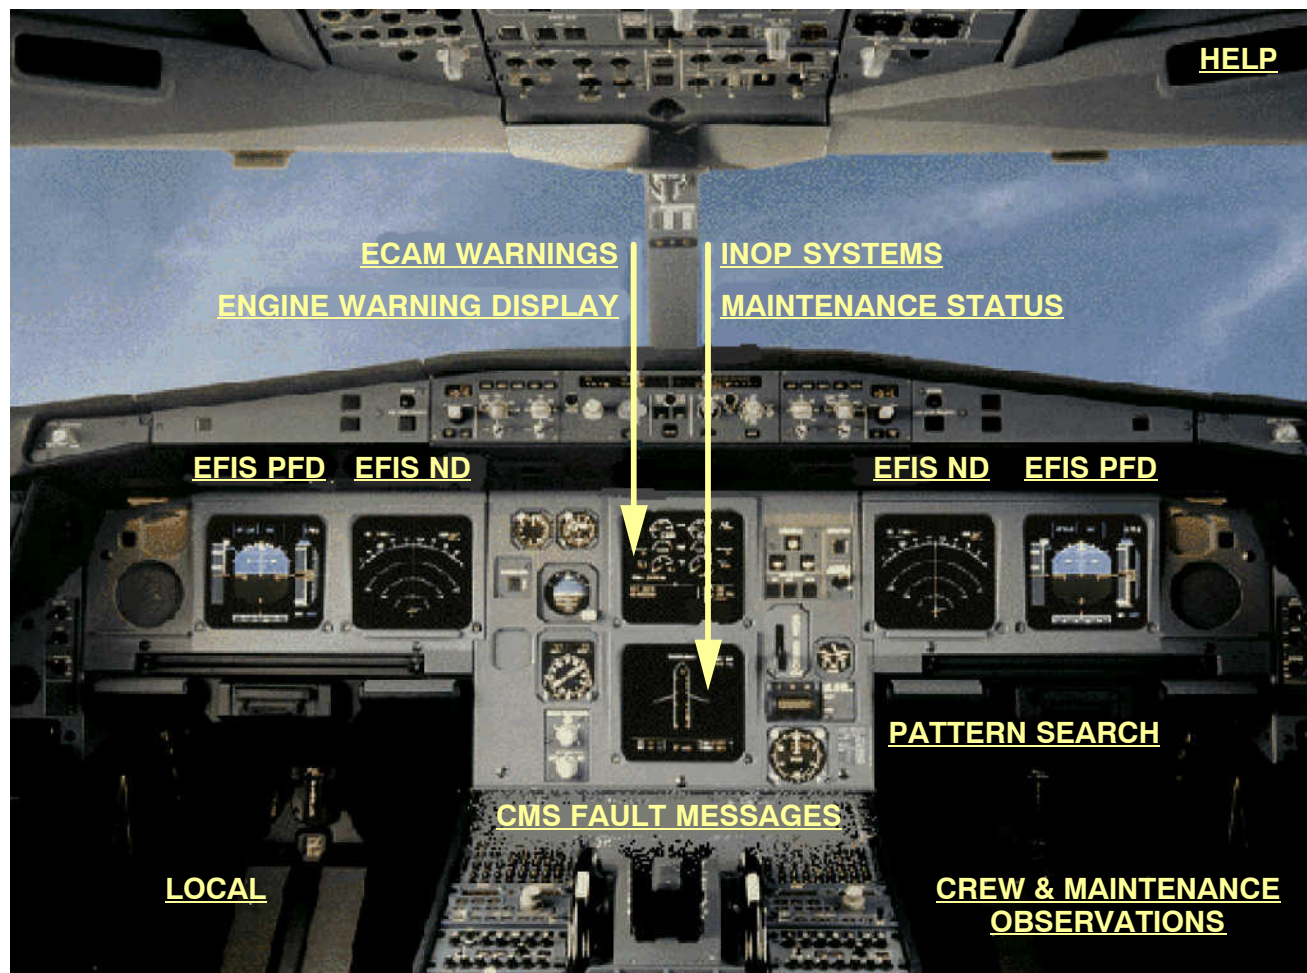 HELP
ECAM WARNINGS
INOP SYSTEMS
ENGINE WARNING DISPLAY
MAINTENANCE STATUS
EFIS PFD
EFIS ND
EFIS ND
EFIS PFD
PATTERN SEARCH
CMS FAULT MESSAGES
LOCAL
CREW & MAINTENANCE
OBSERVATIONS